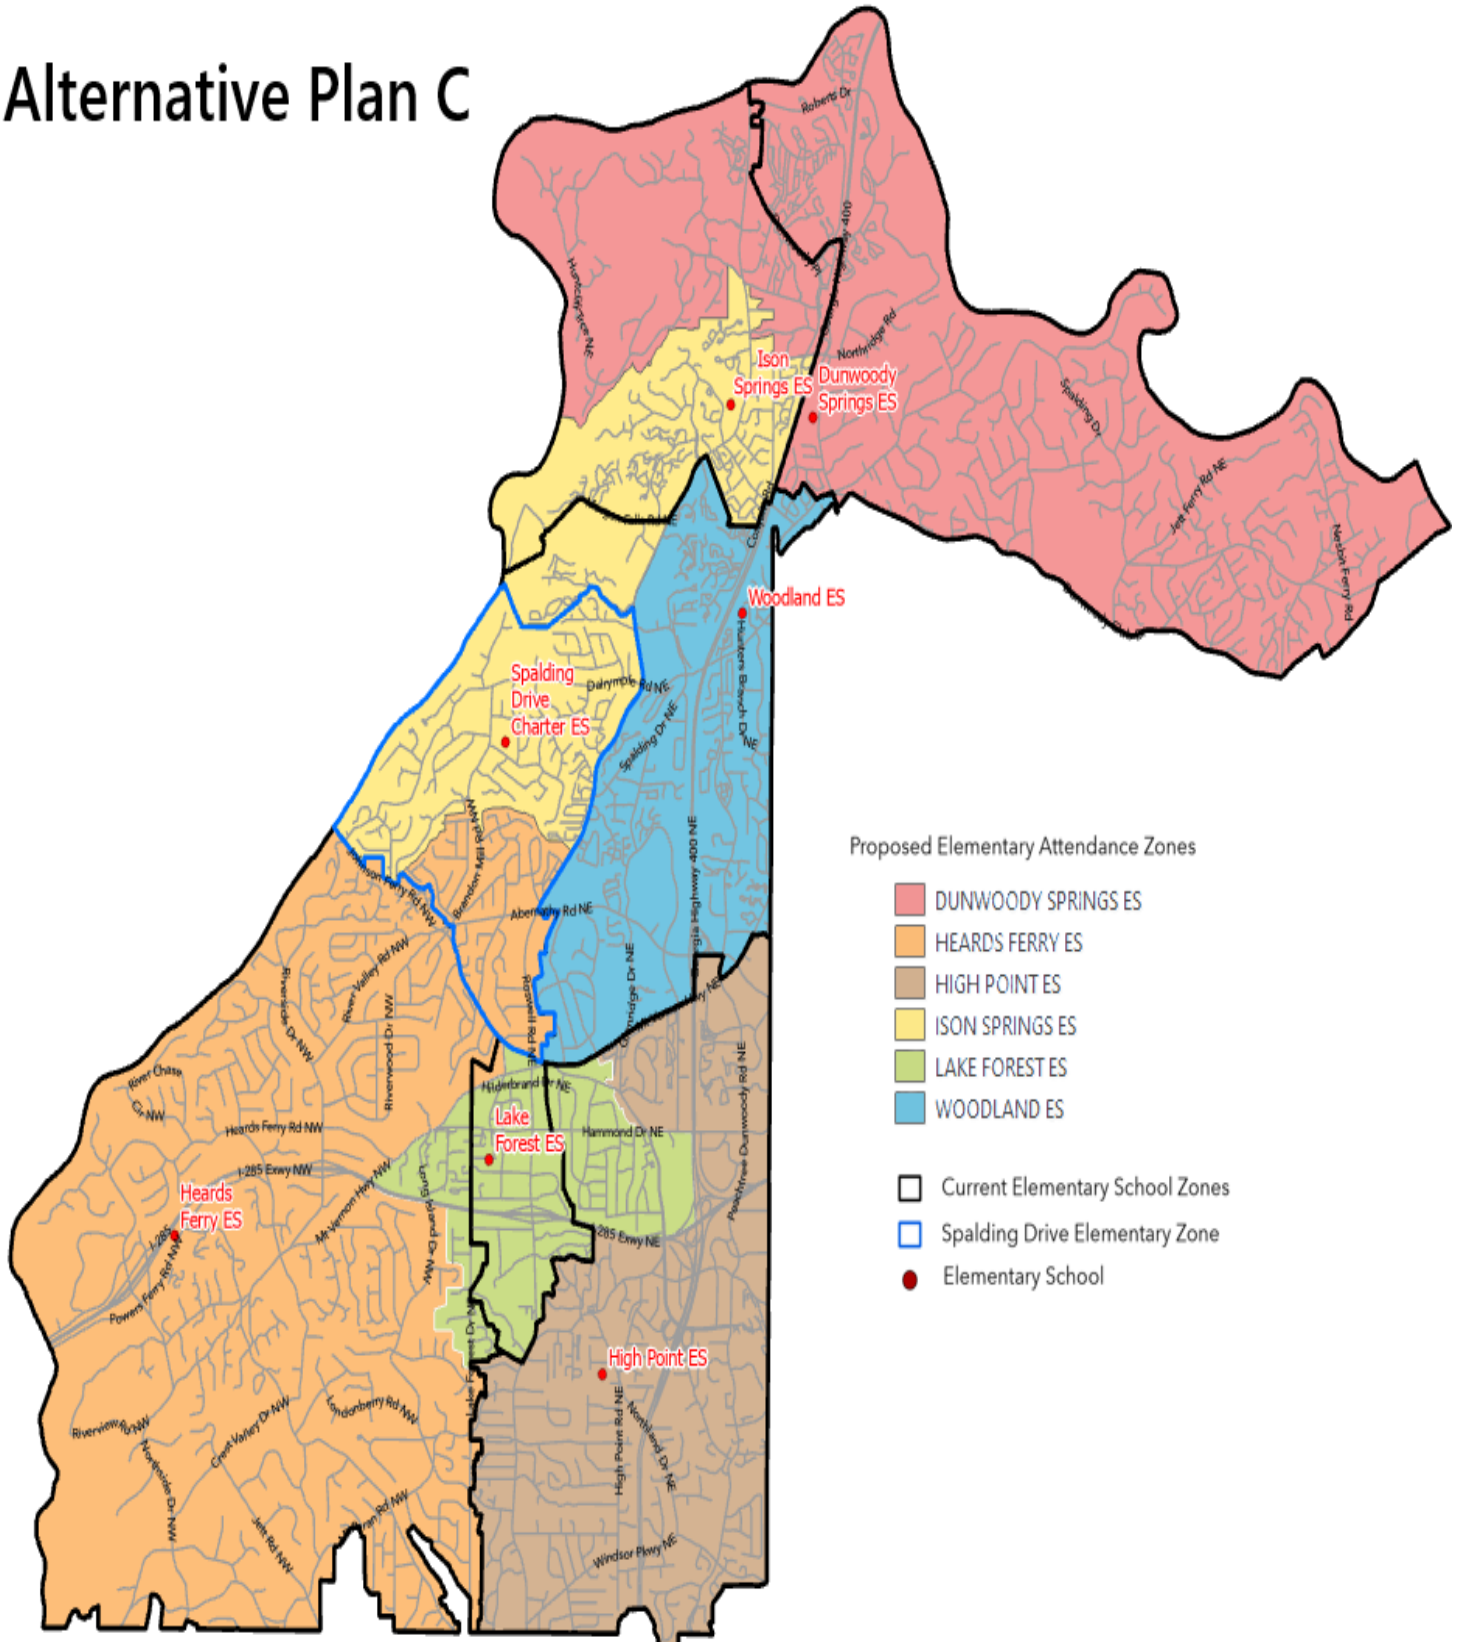 Alternative Plan C
Roberts Dr
Huntcliff Trce NE
Northridge Rd
Ison
Springs ES
Dunwoody
Springs ES
Spalding Dr
Jett Ferry Rd NE
Nesbit Ferry Rd
Woodland ES
Hunters Branch Dr NE
Spalding
Drive
Charter ES
Dalrymple Rd NE
Spalding Dr NE
Georgia Highway 400 NE
Johnson Ferry Rd NW
Brandon Mill Rd NW
Abernathy Rd NE
Glenridge Dr NE
Roswell Rd NE
River Valley Rd NW
Riverside Dr NW
Riverwood Dr NW
River Chase
Cir NW
Heards Ferry Rd NW
I-285 Exwy NW
Hilderbrand Dr NE
Lake
Forest ES
Hammond Dr NE
Peachtree Dunwoody Rd NE
Heards
Ferry ES
I-285
Powers Ferry Rd NW
Mt Vernon Hwy NW
Long Island Dr NW
285 Exwy NE
Lake Forest Dr N
High Point ES
High Point Rd NE
Northland Dr NE
Windsor Pkwy NE
Riverview Rd NW
Northside Dr NW
Crest Valley Dr NW
Londonberry Rd NW
Jett Rd NW
Proposed Elementary Attendance Zones
DUNWOODY SPRINGS ES
HEARDS FERRY ES
HIGH POINT ES
ISON SPRINGS ES
LAKE FOREST ES
WOODLAND ES
Current Elementary School Zones
Spalding Drive Elementary Zone
Elementary School